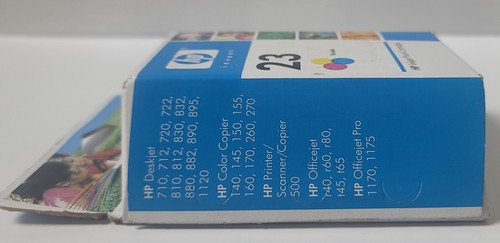 hp
invent
23
HP Deskjet
710, 712, 720, 722,
810, 812, 830, 832,
880, 882, 890, 895,
1120
HP Color Copier
140, 145, 150, 155,
160, 170, 260, 270
HP Printer/
Scanner/Copier
500
HP Officejet
r40, r60, r80,
t45, t65
HP Officejet Pro
1170, 1175